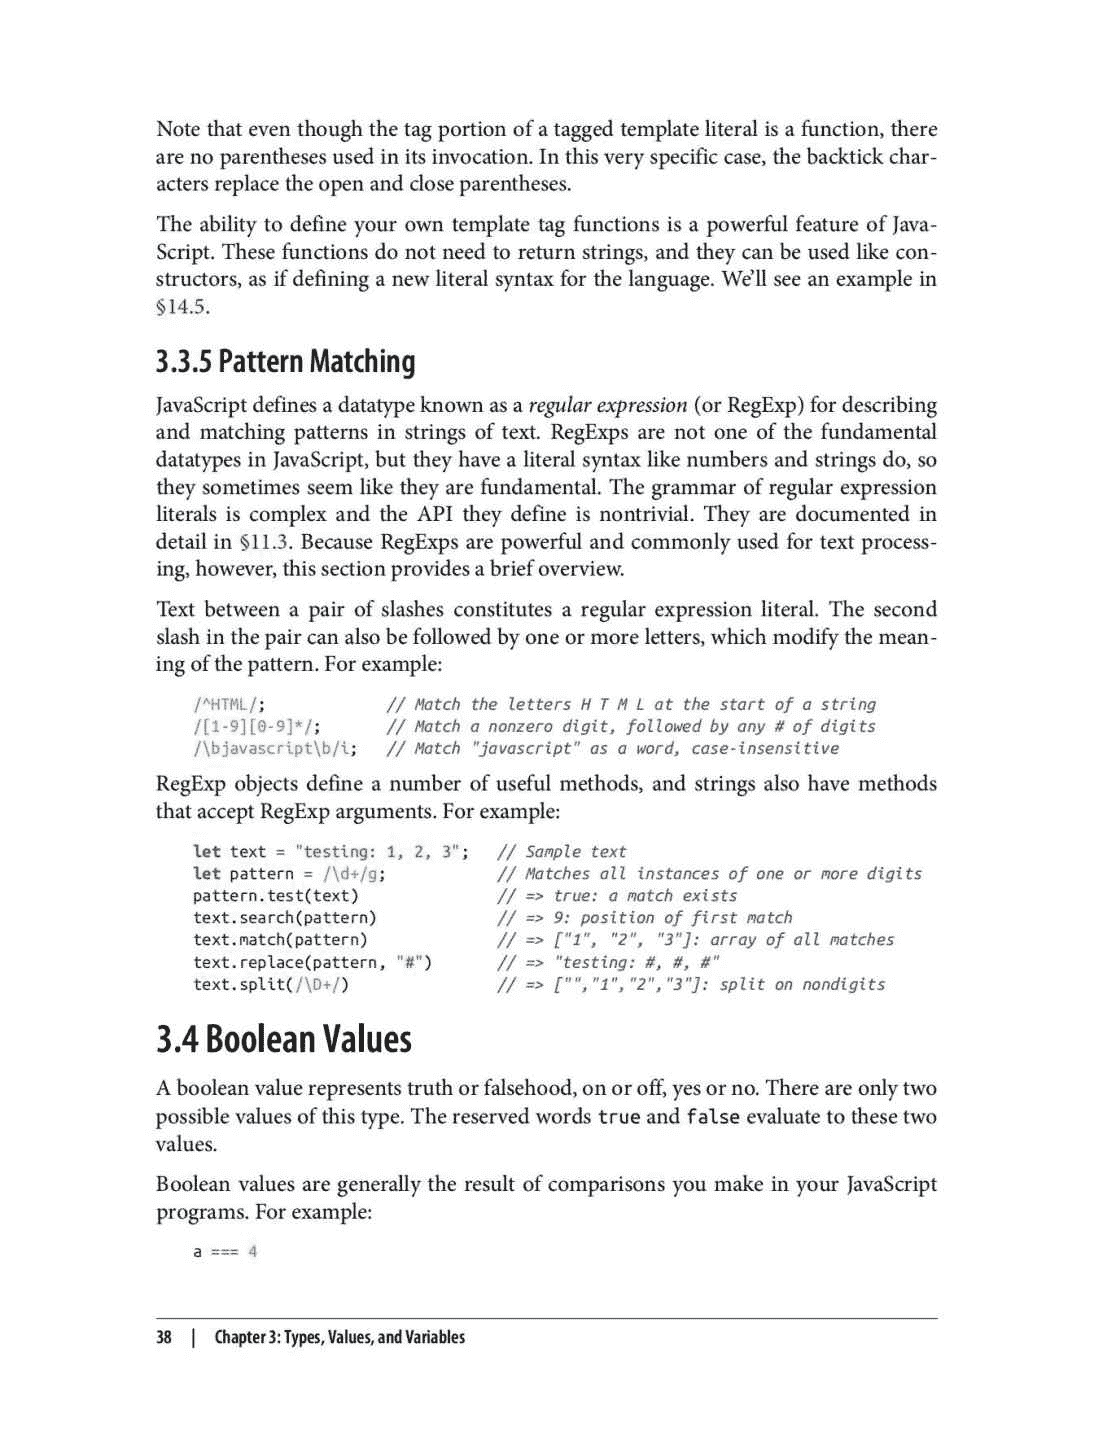 Note that even though the tag portion of a tagged template literal is a function, there
are no parentheses used in its invocation. In this very specific case, the backtick char-
acters replace the open and close parentheses.
The ability to define your own template tag functions is a powerful feature of Java-
Script. These functions do not need to return strings, and they can be used like con-
structors, as if defining a new literal syntax for the language. We’ll see an example in
§14.5.
3.3.5 Pattern Matching
JavaScript defines a datatype known as a regular expression (or RegExp) for describing
and matching patterns in strings of text. RegExps are not one of the fundamental
datatypes in JavaScript, but they have a literal syntax like numbers and strings do, so
they sometimes seem like they are fundamental. The grammar of regular expression
literals is complex and the API they define is nontrivial. They are documented in
detail in §11.3. Because RegExps are powerful and commonly used for text process-
ing, however, this section provides a brief overview.
Text between a pair of slashes constitutes a regular expression literal. The second
slash in the pair can also be followed by one or more letters, which modify the mean-
ing of the pattern. For example:
/^HTML/; // Match the letters H T M L at the start of a string
/[1-9][0-9]*/; // Match a nonzero digit, followed by any # of digits
/\bjavascript\b/i; // Match "javascript" as a word, case-insensitive
RegExp objects define a number of useful methods, and strings also have methods
that accept RegExp arguments. For example:
let text = "testing: 1, 2, 3"; // Sample text
let pattern = /\d+/g; // Matches all instances of one or more digits
pattern.test(text) // => true: a match exists
text.search(pattern) // => 9: position of first match
text.match(pattern) // => ["1", "2", "3"]: array of all matches
text.replace(pattern, "#") // => "testing: #, #, #"
text.split(/\D+/) // => ["","1","2","3"]: split on nondigits
3.4 Boolean Values
A boolean value represents truth or falsehood, on or off, yes or no. There are only two
possible values of this type. The reserved words true and false evaluate to these two
values.
Boolean values are generally the result of comparisons you make in your JavaScript
programs. For example:
a === 4
38 | Chapter 3: Types, Values, and Variables